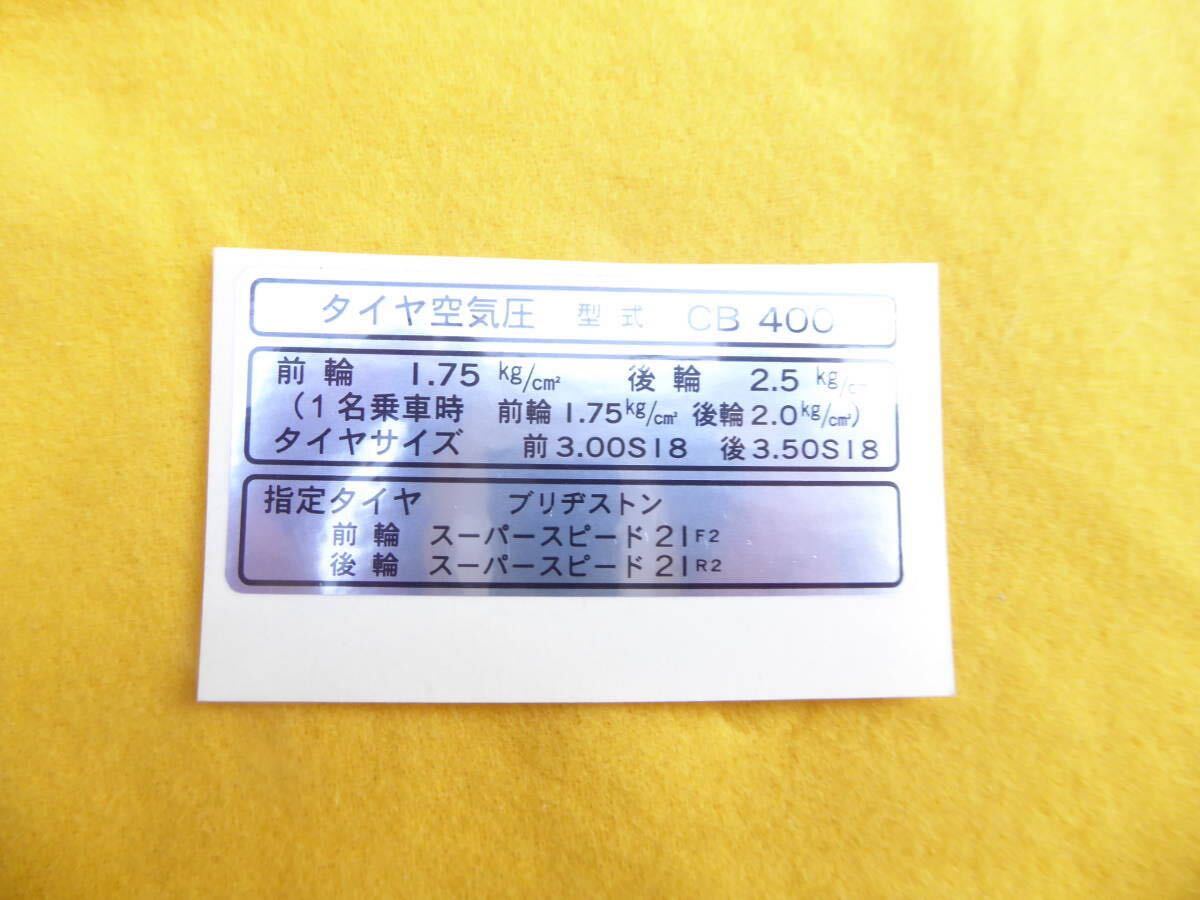 タイヤ空気圧 型式 CB 400
前輪 1.75 kg/cm² 後輪 2.5 kg/cm
(1名乗車時 前輪1.75kg/cm² 後輪2.0kg/cm²)
タイヤサイズ 前3.00S18 後3.50S18
指定タイヤ ブリヂストン
前輪 スーパースピード21F2
後輪 スーパースピード21R2